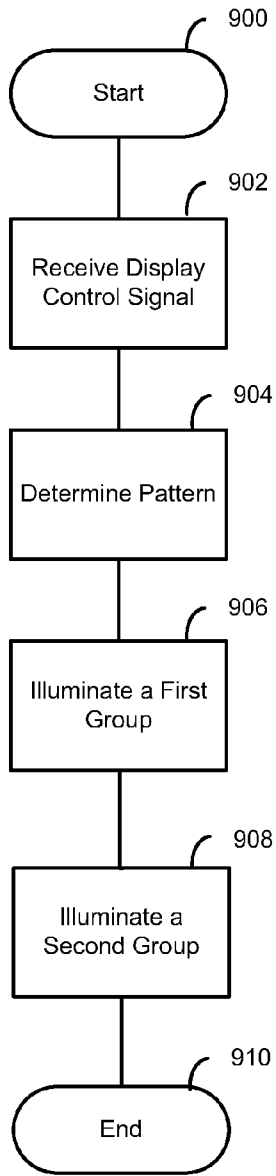 900
Start
902
Receive Display
Control Signal
904
Determine Pattern
906
Illuminate a First
Group
908
Illuminate a
Second Group
910
End